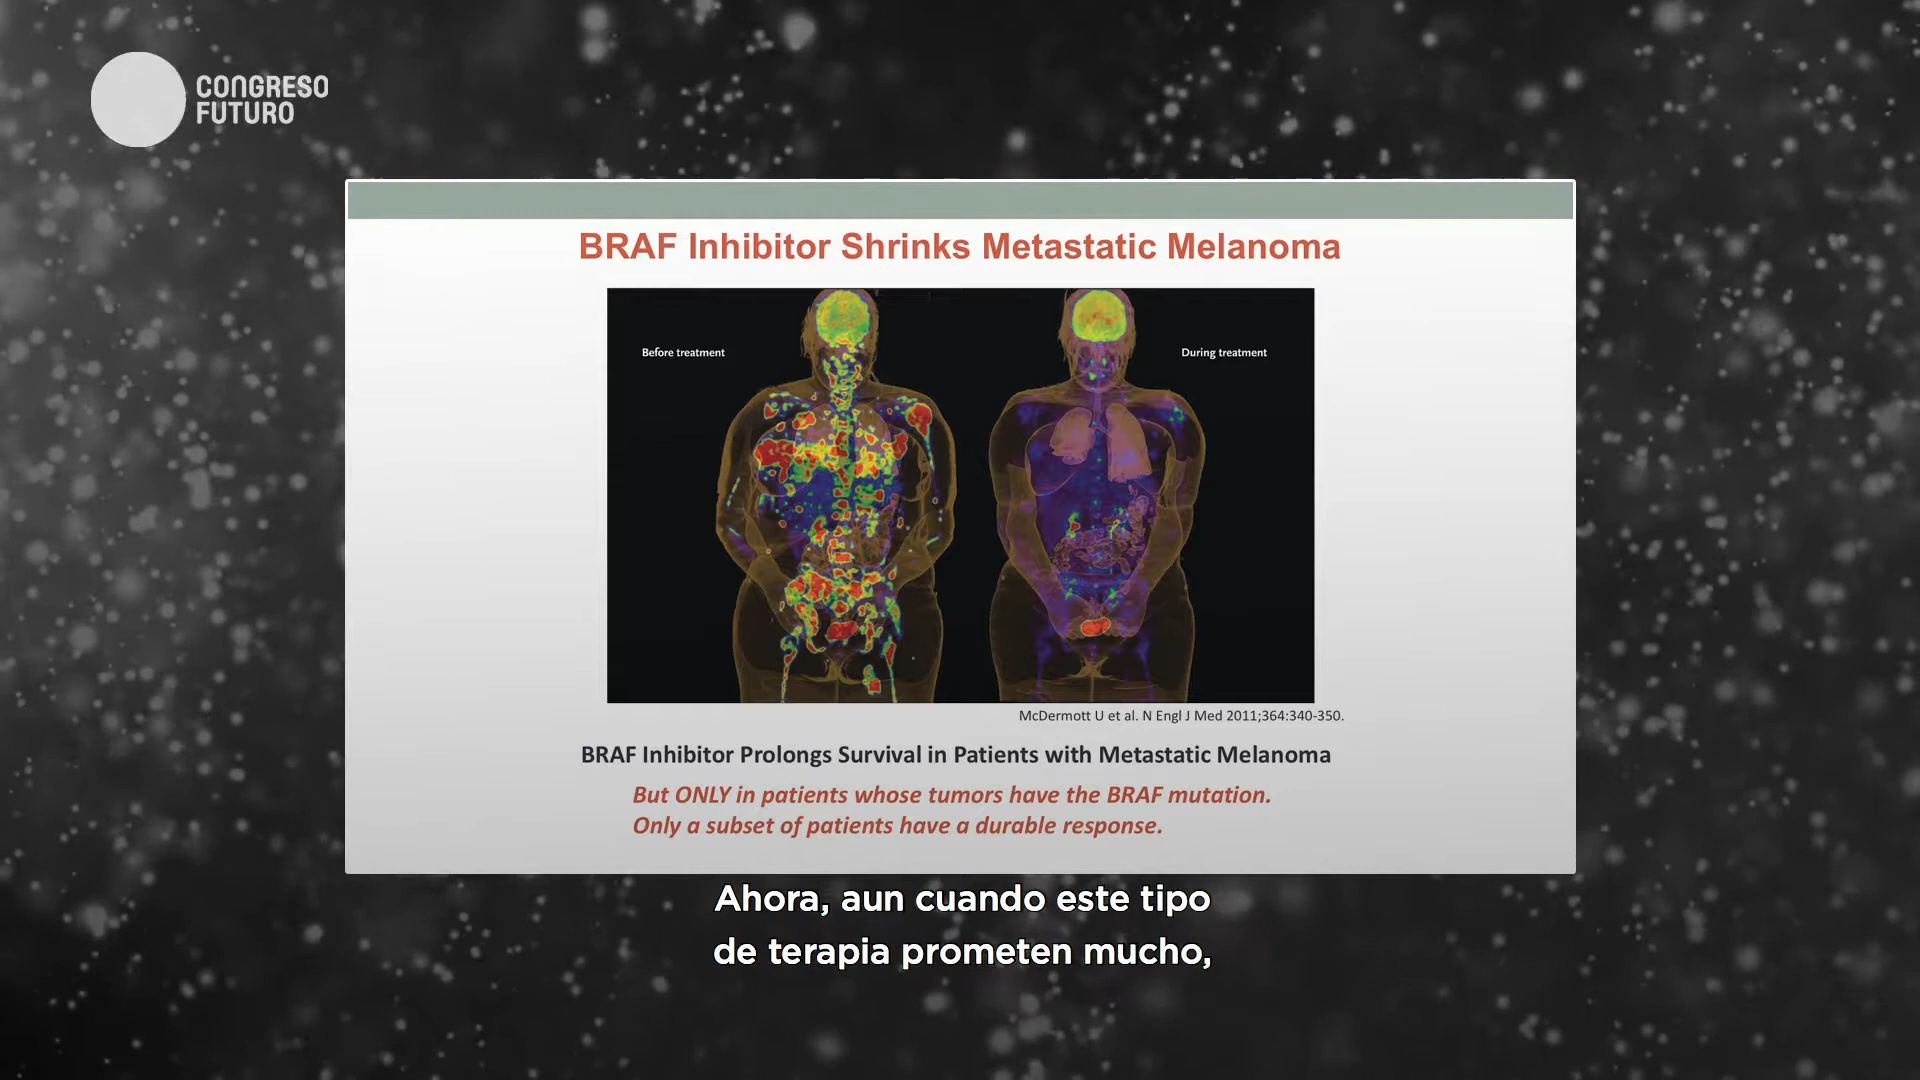 CONGRESO
FUTURO
BRAF Inhibitor Shrinks Metastatic Melanoma
Before treatment
During treatment
McDermott U et al. N Engl J Med 2011;364:340-350.
BRAF Inhibitor Prolongs Survival in Patients with Metastatic Melanoma
But ONLY in patients whose tumors have the BRAF mutation.
Only a subset of patients have a durable response.
Ahora, aun cuando este tipo
de terapia prometen mucho,